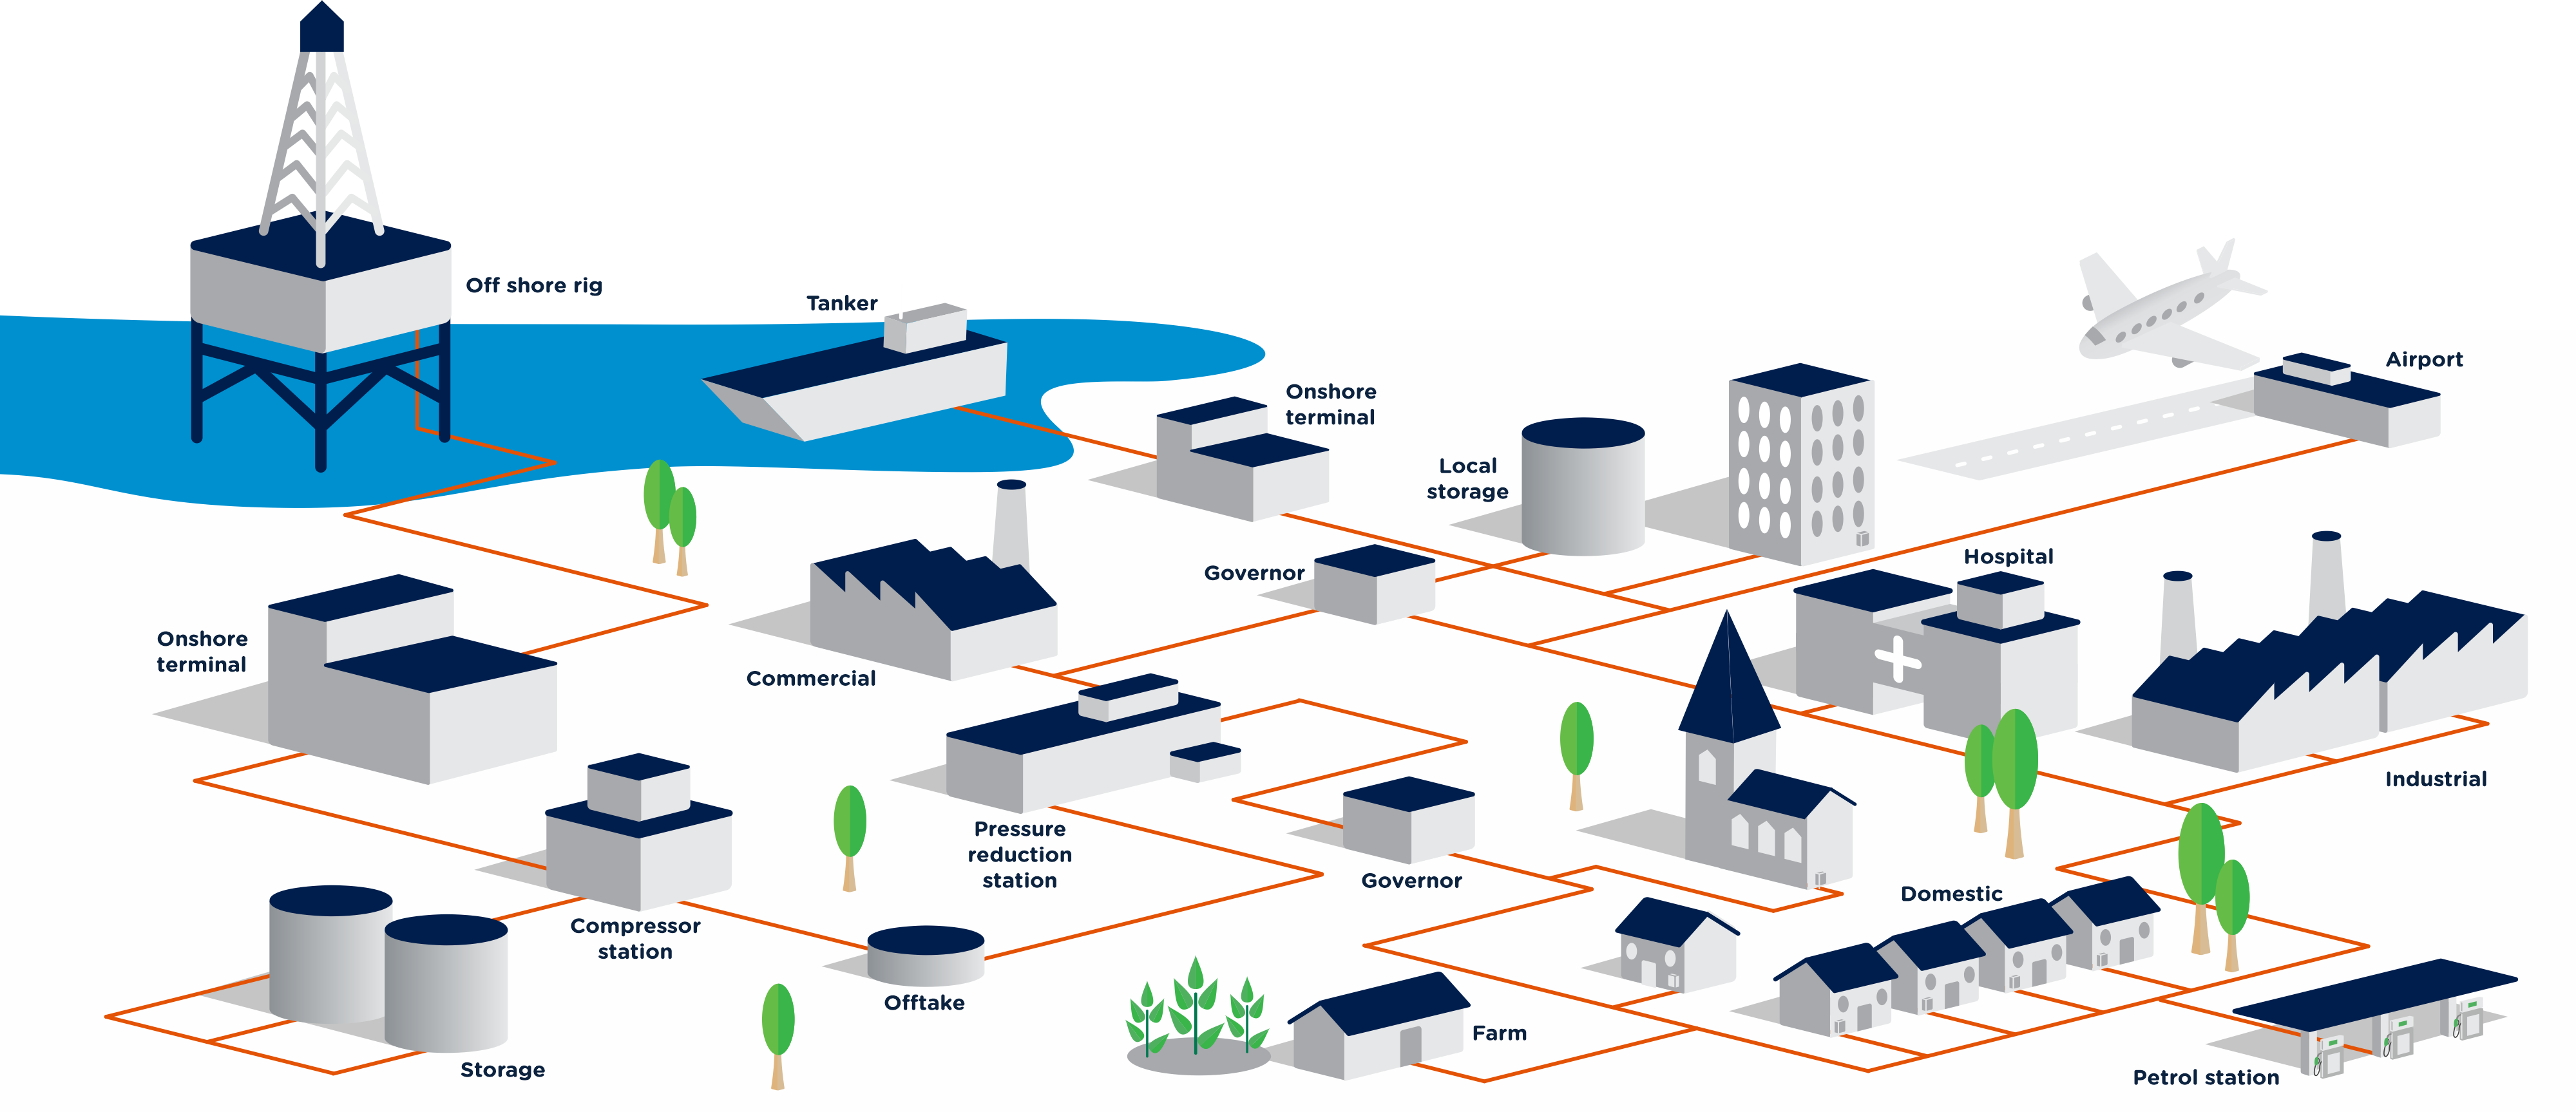 Off shore rig
Tanker
Onshore
terminal
Airport
Local
storage
Governor
Hospital
Onshore
terminal
Commercial
Industrial
Pressure
reduction
station
Governor
Domestic
Compressor
station
Offtake
Farm
Storage
Petrol station